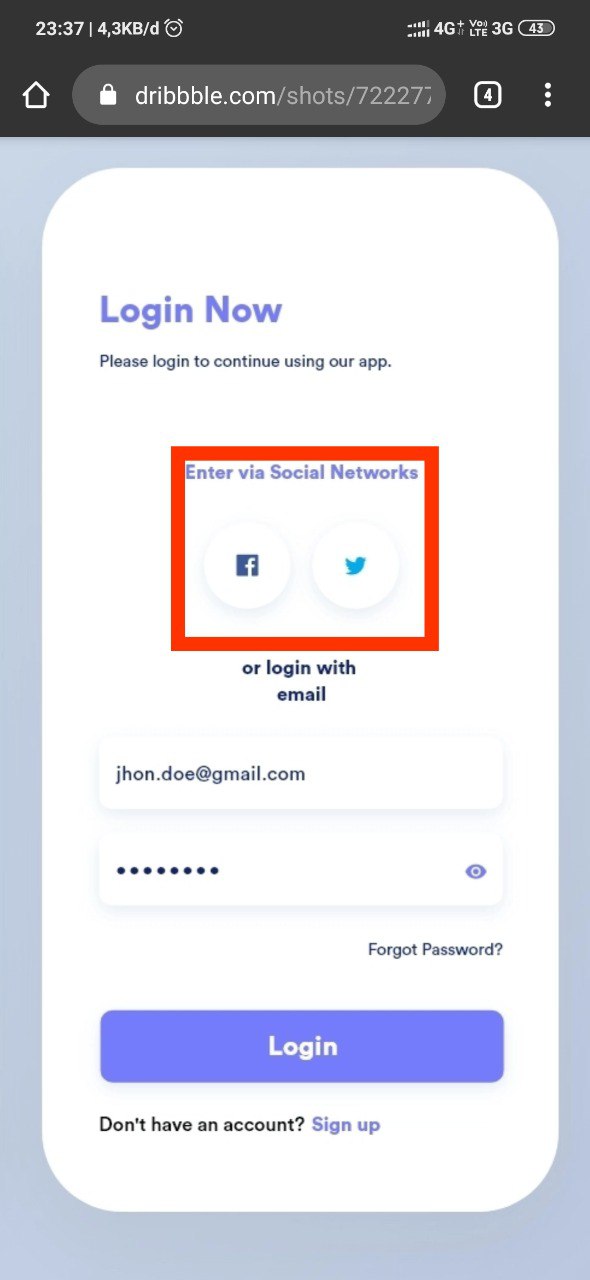 23:37 | 4,3KB/d 4G+ Vo) LTE 3G 43
dribbble.com/shots/722277 4
Login Now
Please login to continue using our app.
Enter via Social Networks
or login with
email
jhon.doe@gmail.com
••••••••
Forgot Password?
Login
Don't have an account? Sign up